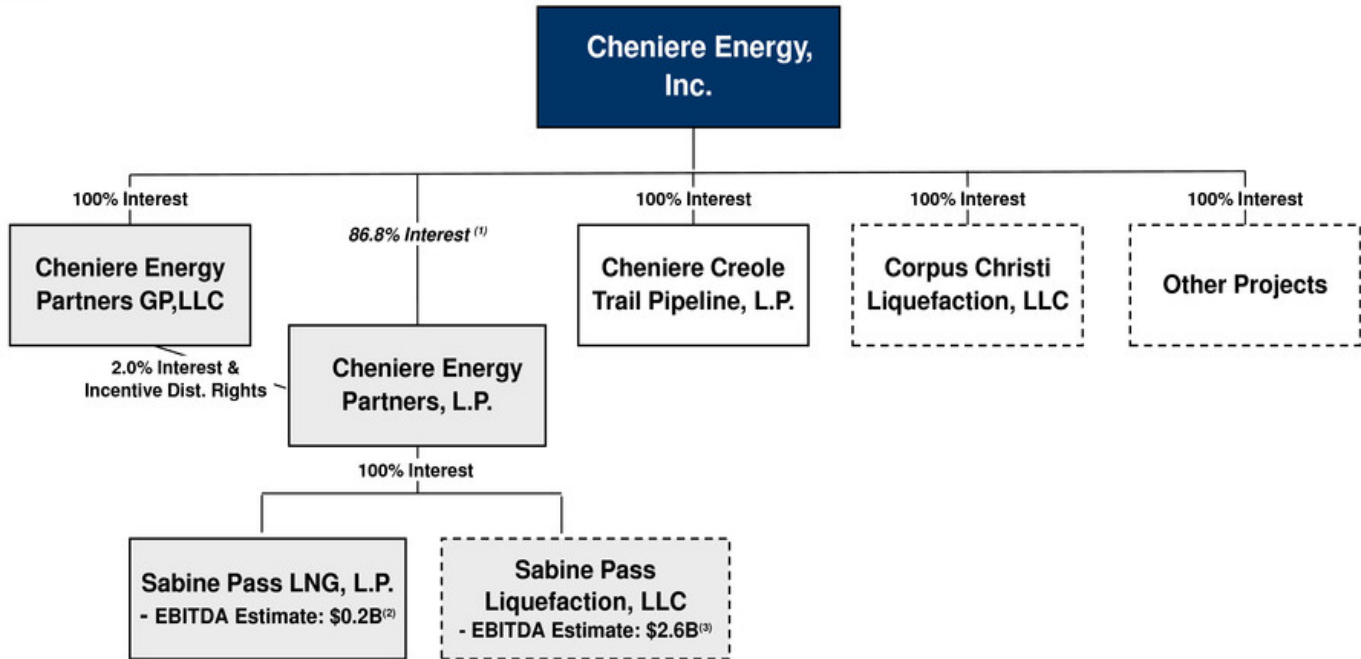 Cheniere Energy,
Inc.
100% Interest
86.8% Interest (1)
100% Interest
100% Interest
100% Interest
Cheniere Energy
Partners GP,LLC
Cheniere Creole
Trail Pipeline, L.P.
Corpus Christi
Liquefaction, LLC
Other Projects
2.0% Interest &
Incentive Dist. Rights
Cheniere Energy
Partners, L.P.
100% Interest
Sabine Pass LNG, L.P.
- EBITDA Estimate: $0.2B(2)
Sabine Pass
Liquefaction, LLC
- EBITDA Estimate: $2.6B(3)